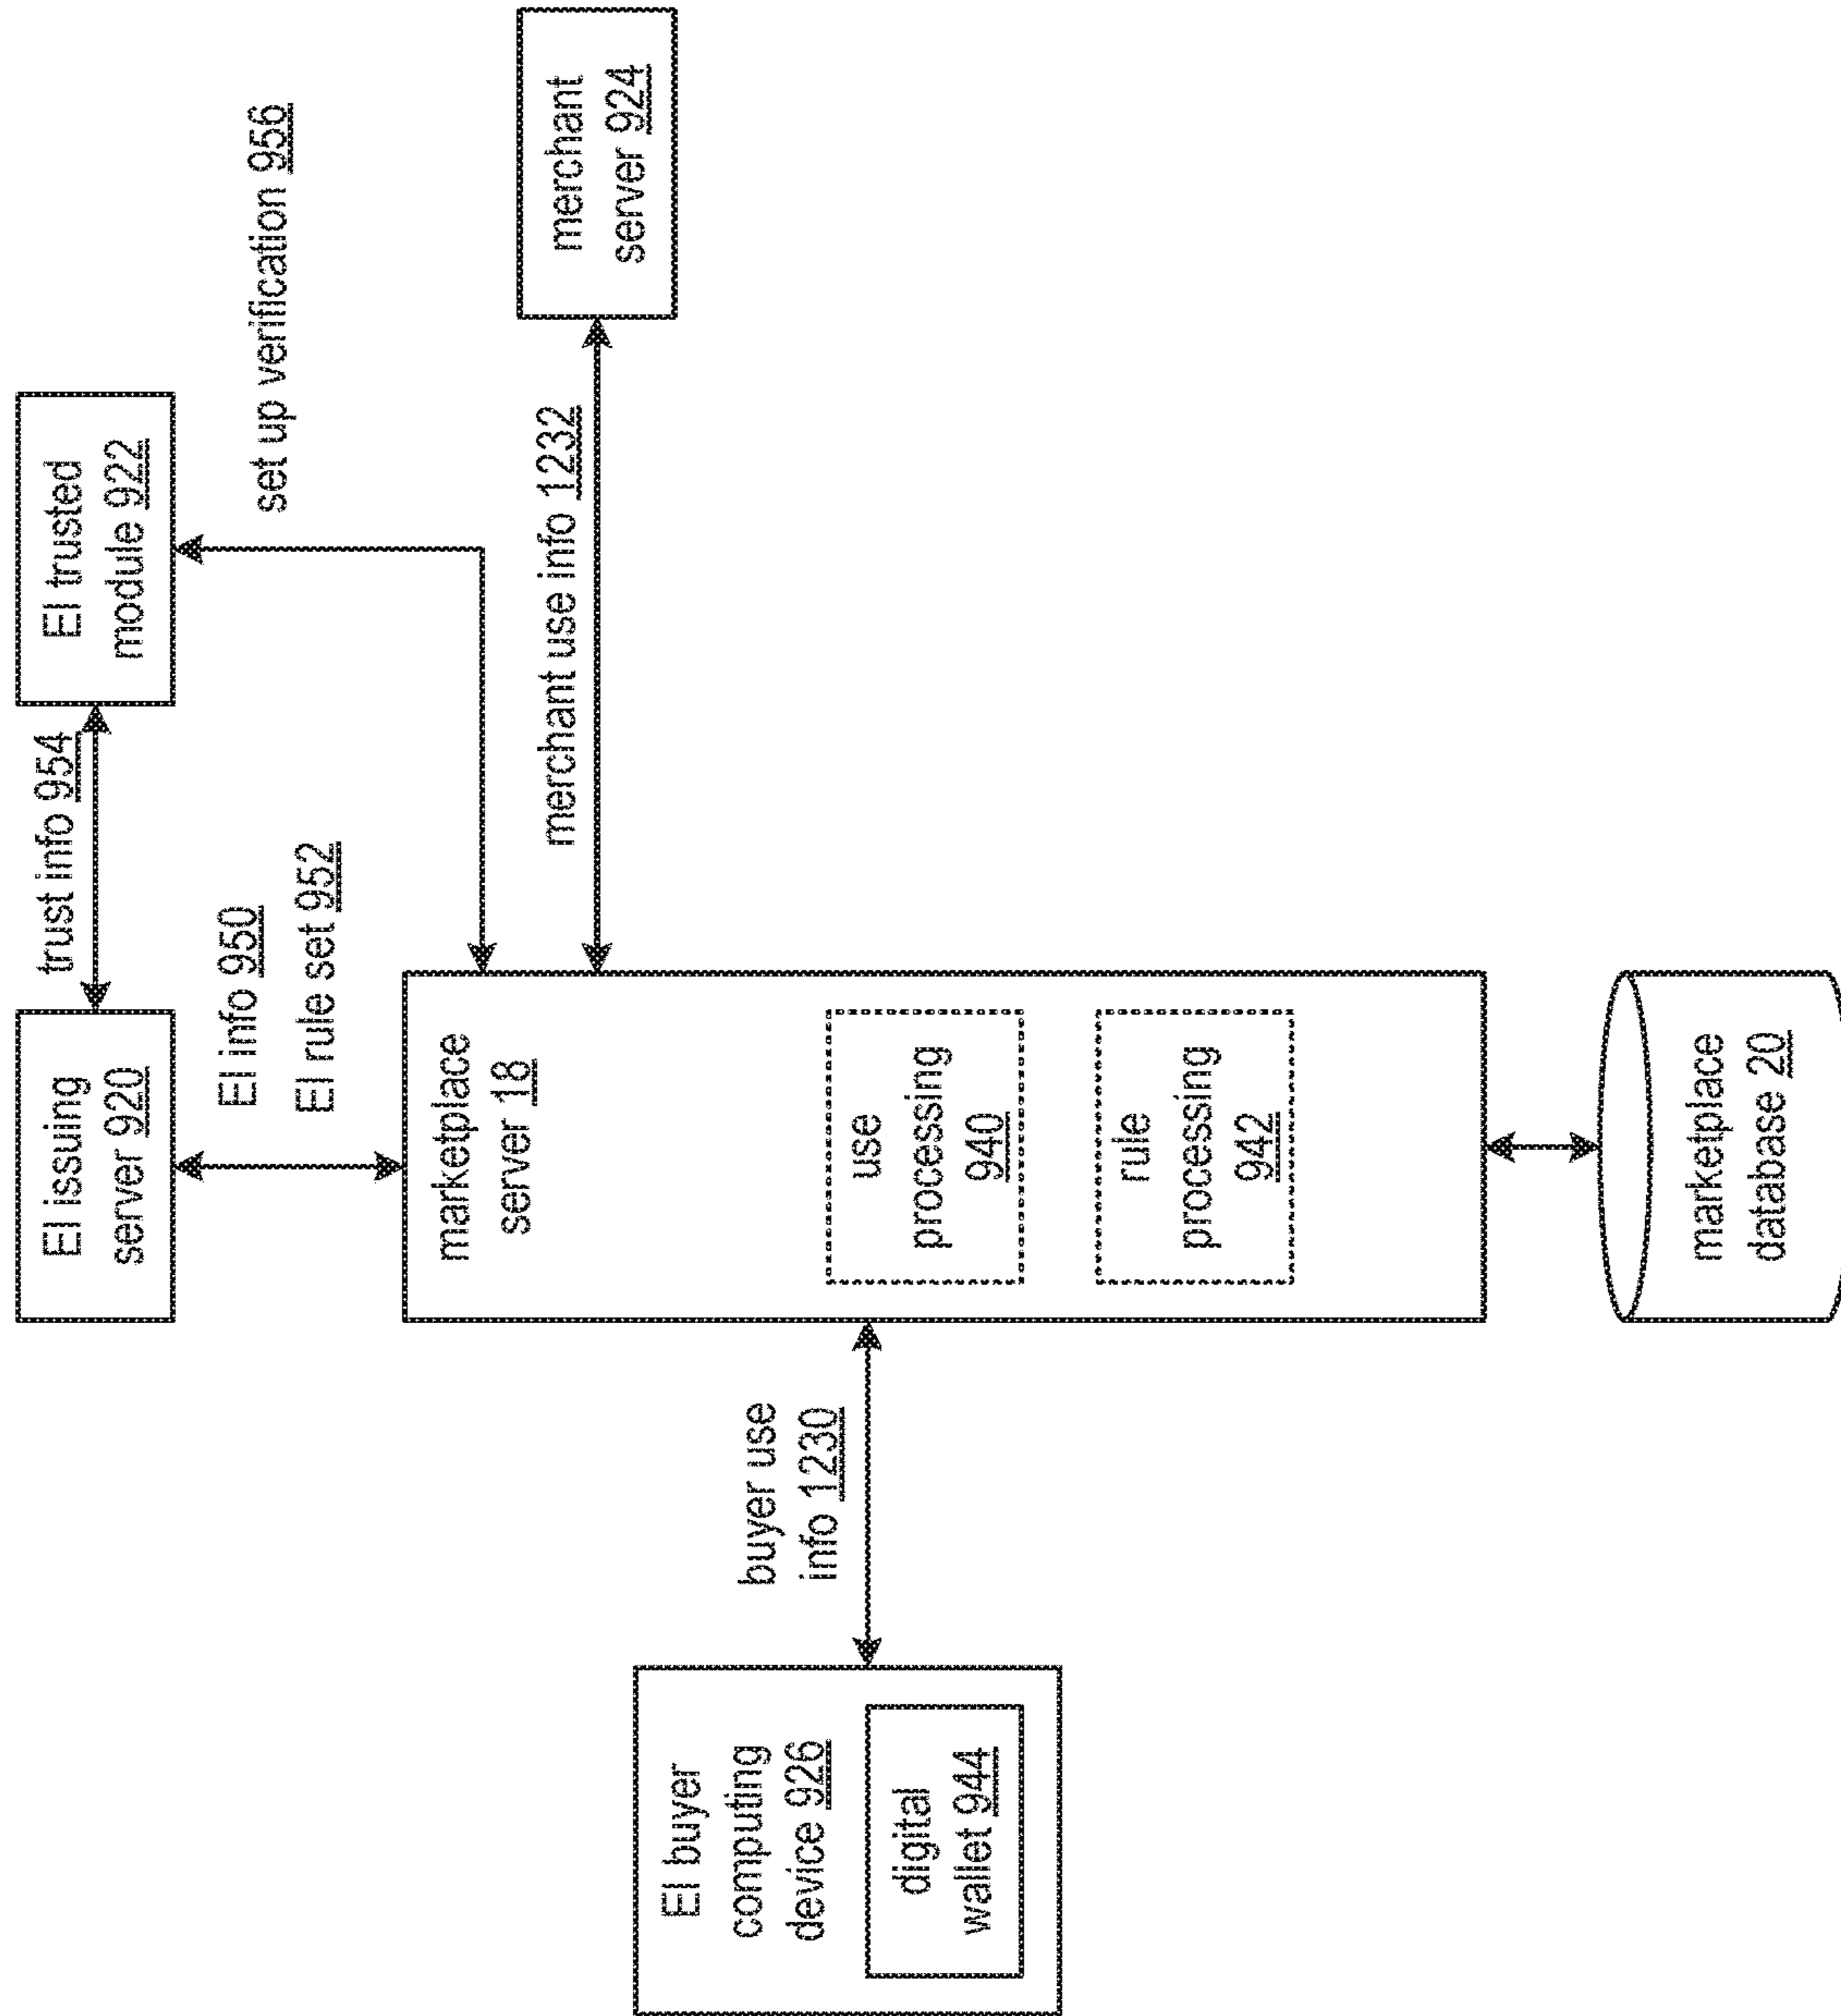 EI issuing
server 920
trust info 954
EI trusted
module 922
EI info 950
EI rule set 952
set up verification 956
marketplace
server 18
merchant use info 1232
merchant
server 924
EI buyer
computing
device 926
digital
wallet 944
buyer use
info 1230
use
processing
940
rule
processing
942
marketplace
database 20